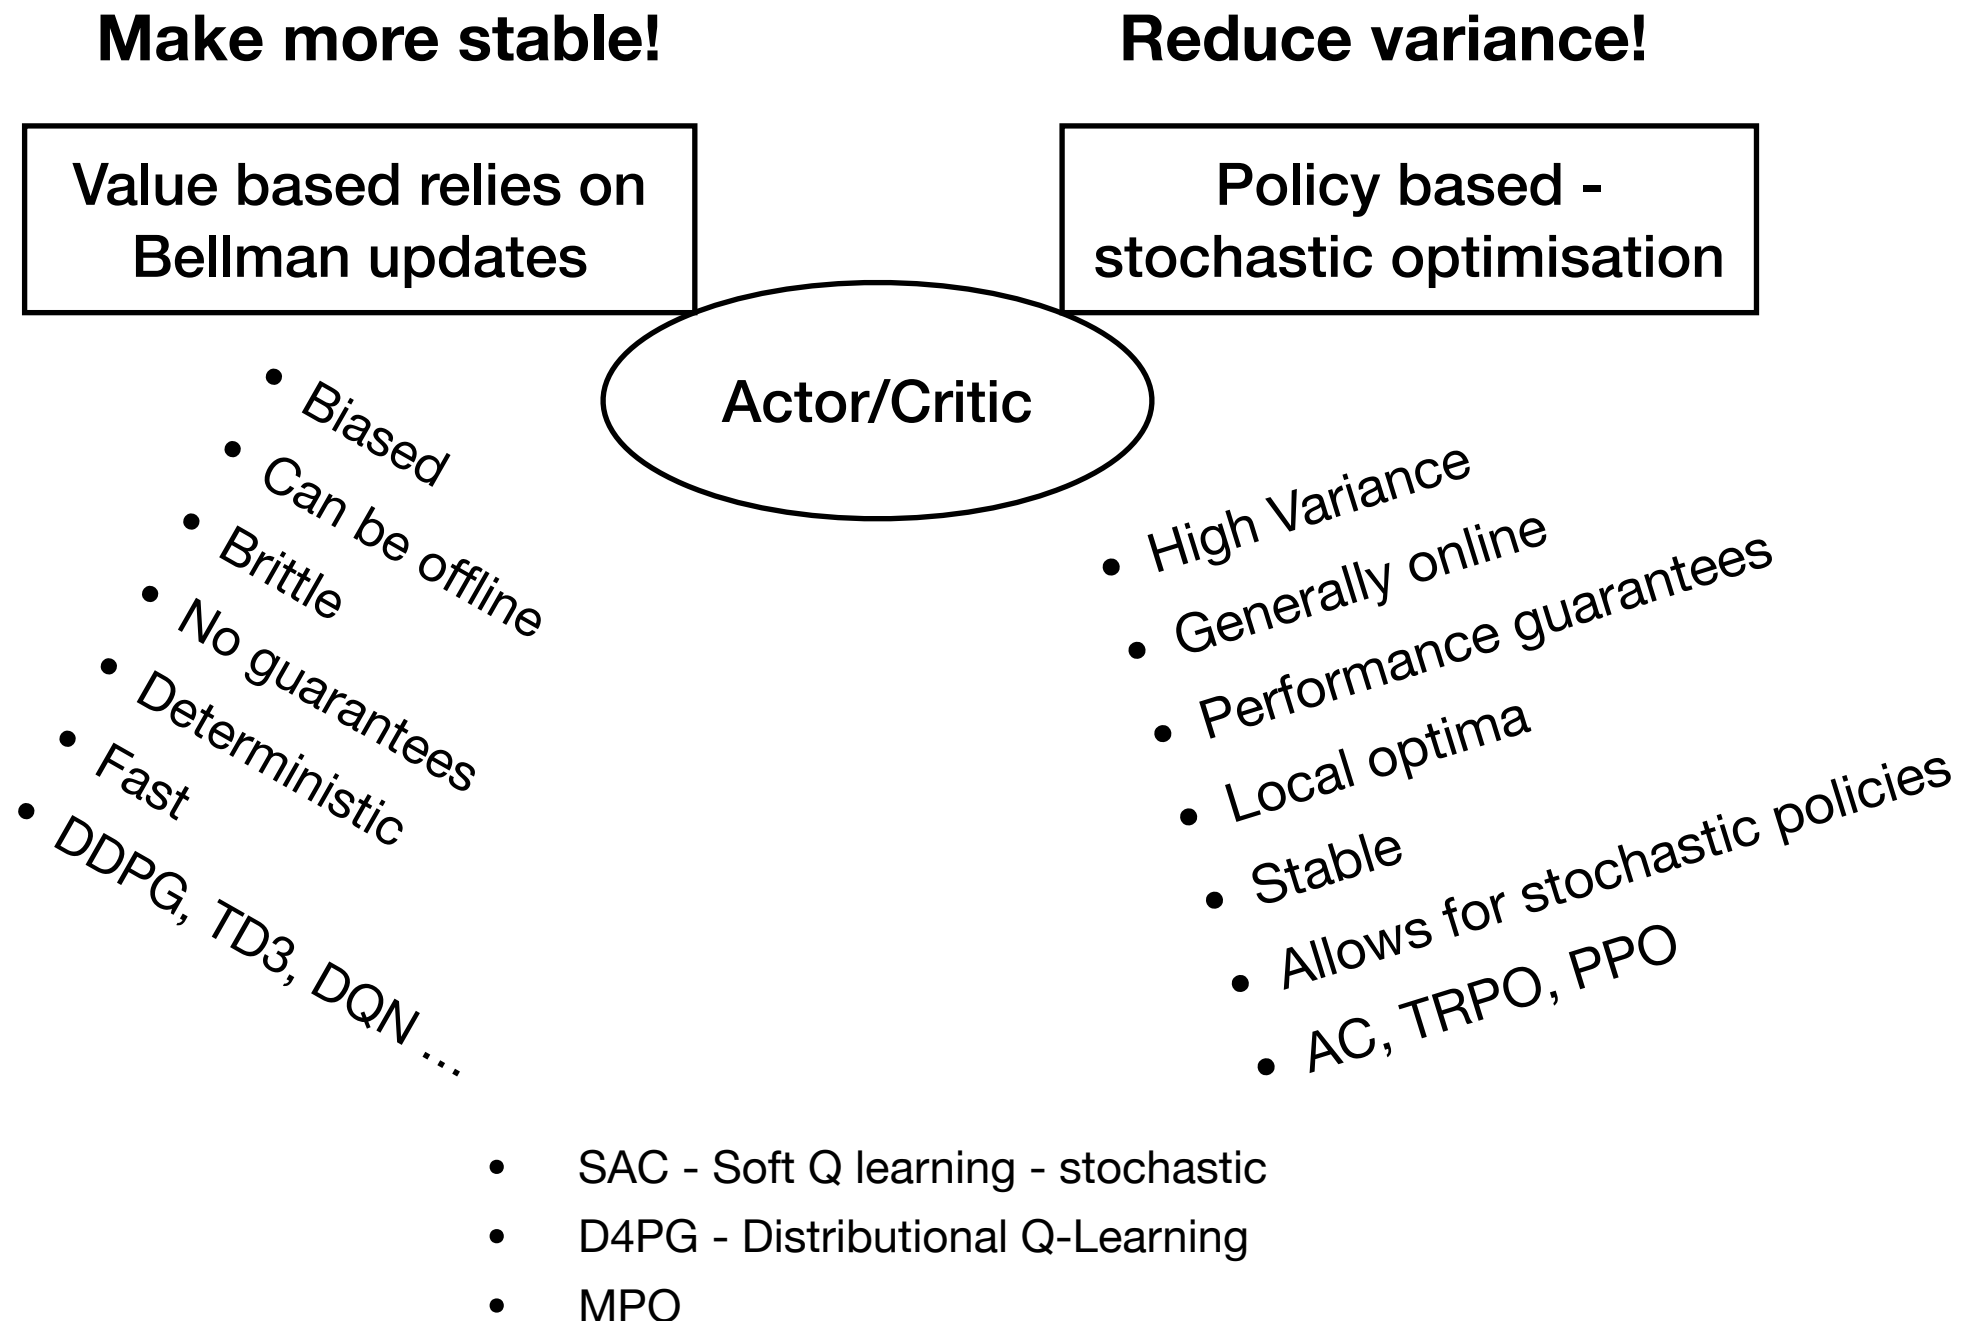 Make more stable!
Reduce variance!
Value based relies on
Bellman updates
Policy based -
stochastic optimisation
Actor/Critic
• Biased
• Can be offline
• Brittle
• No guarantees
• Deterministic
• Fast
• DDPG, TD3, DQN …
• High Variance
• Generally online
• Performance guarantees
• Local optima
• Stable
• Allows for stochastic policies
• AC, TRPO, PPO
• SAC - Soft Q learning - stochastic
• D4PG - Distributional Q-Learning
• MPO